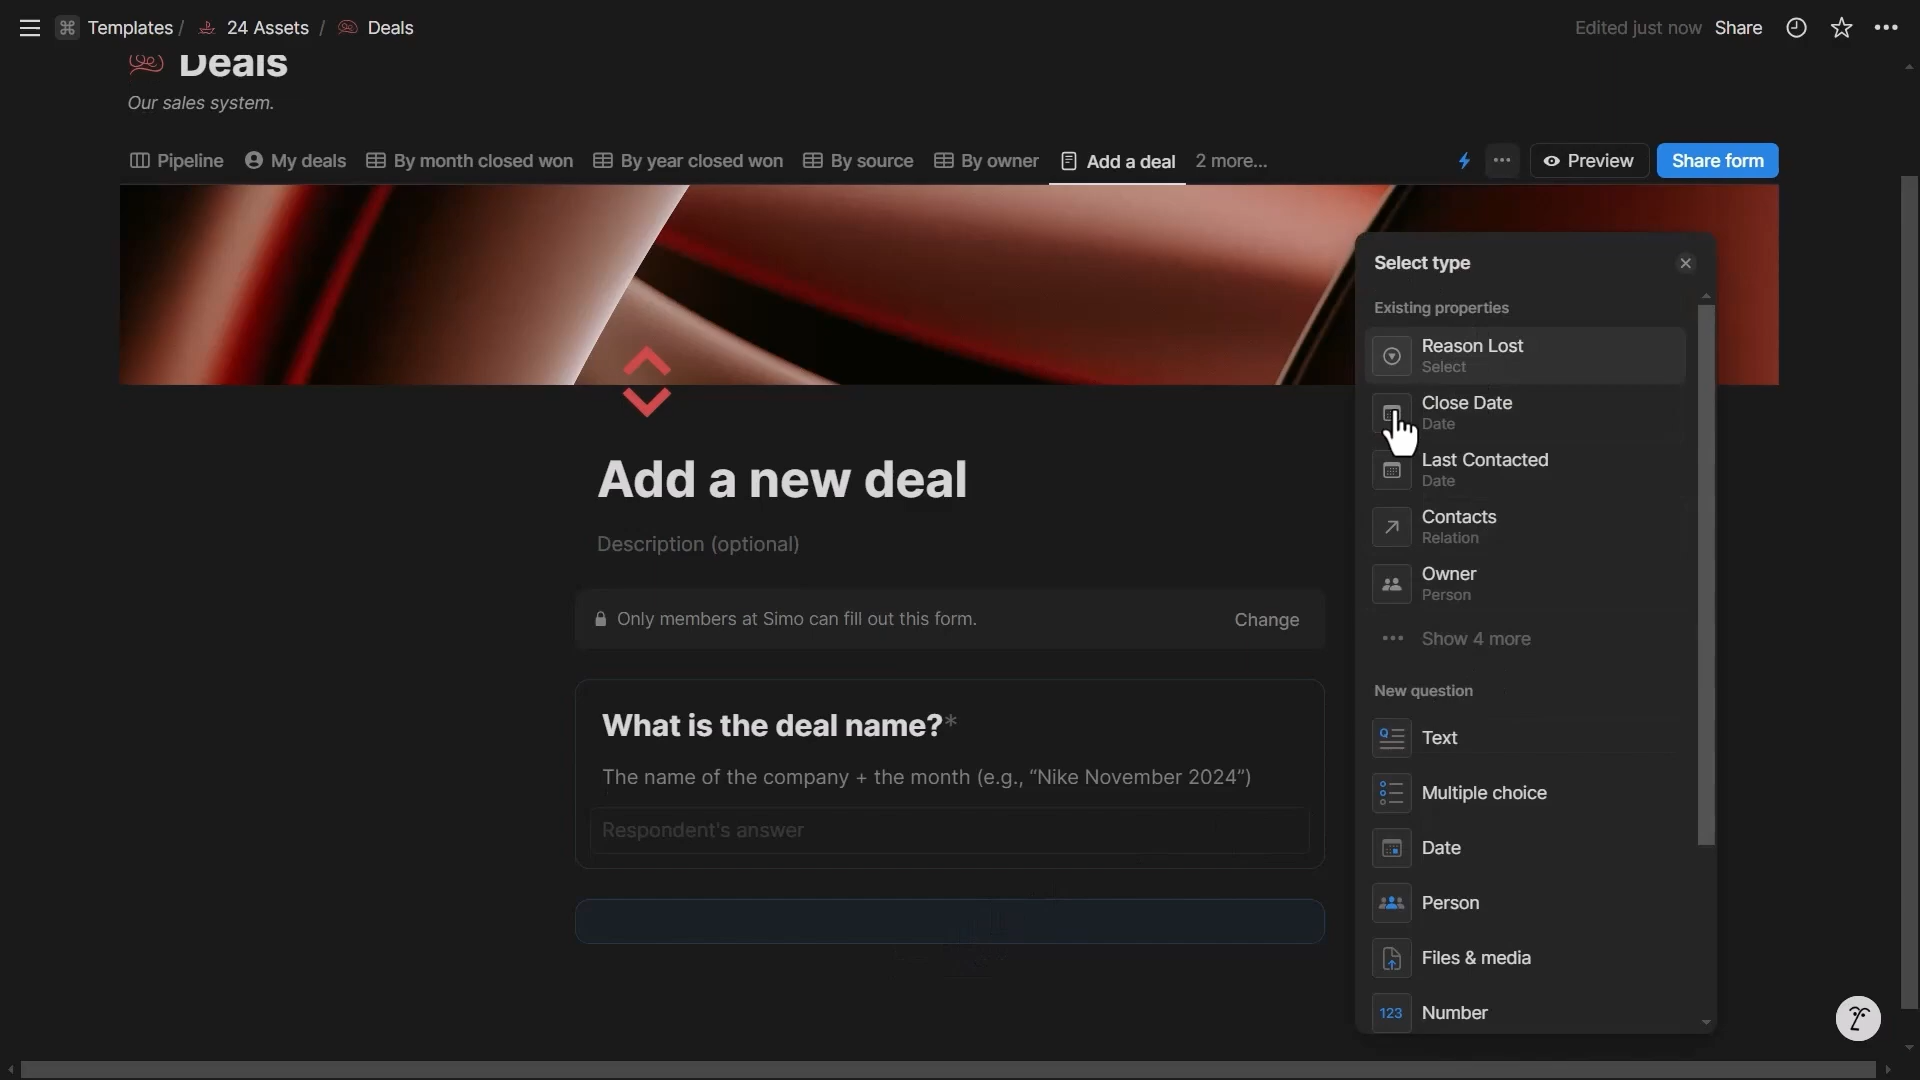 Templates / 24 Assets / Deals
Edited just now Share
Deals
Our sales system.
Pipeline My deals By month closed won By year closed won By source By owner Add a deal 2 more...
Preview Share form
Select type
Existing properties
Reason Lost
Select
Close Date
Date
Last Contacted
Date
Contacts
Relation
Owner
Person
Show 4 more
New question
Text
Multiple choice
Date
Person
Files & media
123 Number
Add a new deal
Description (optional)
Only members at Simo can fill out this form. Change
What is the deal name?*
The name of the company + the month (e.g., “Nike November 2024”)
Respondent's answer